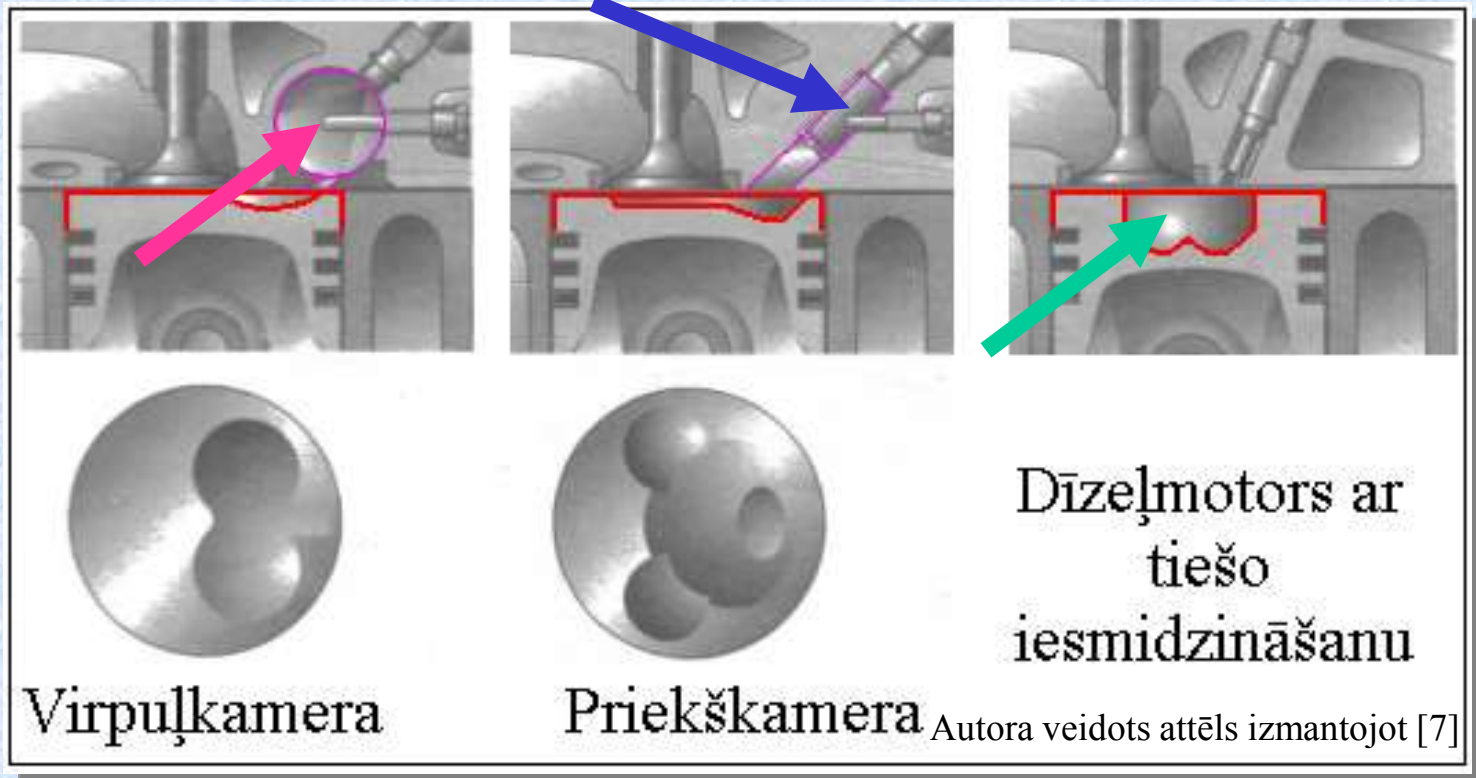 Virpuļkamera
Priekškamera
Dīzeļmotors ar
tiešo
iesmidzināšanu
Autora veidots attēls izmantojot [7]